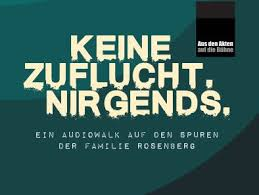 Aus den Akten
auf die Bühne
KEINE
ZUFLUCHT.
NIRGENDS.
EIN AUDIOWALK AUF DEN SPUREN
DER FAMILIE ROSENBERG